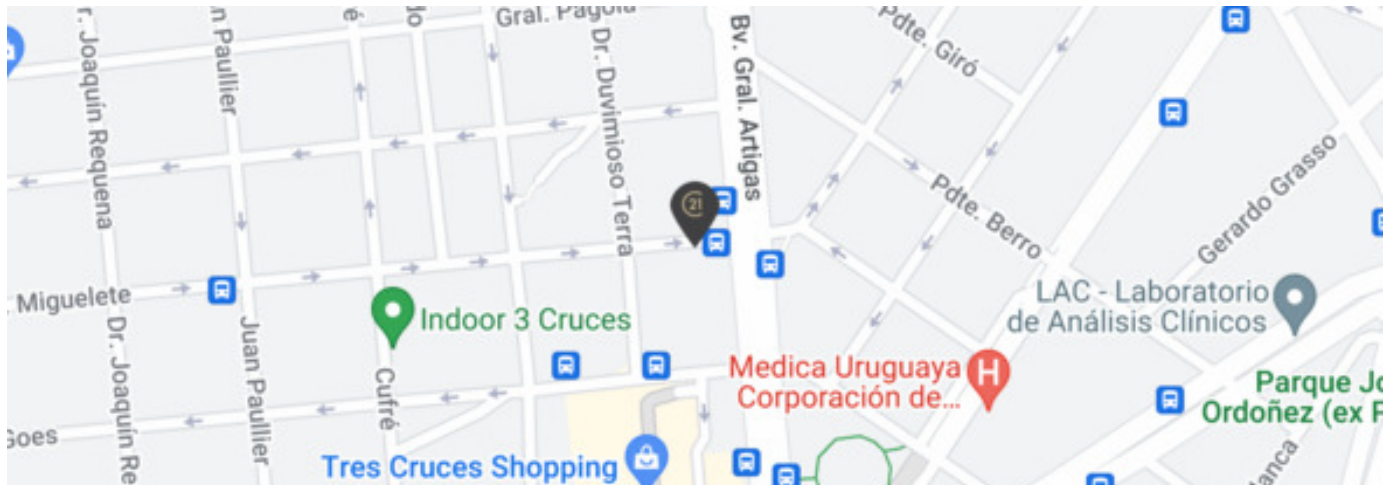 Gral. Pagola
Pdte. Giró
Dr. Joaquín Requena
Paullier
Dr. Duvimioso Terra
Bv. Gral. Artigas
21
Pdte. Berro
Gerardo Grasso
Miguelete
Indoor 3 Cruces
LAC - Laboratorio
de Análisis Clínicos
Juan Paullier
Dr. Joaquín Re
Cufré
Medica Uruguaya
Corporación de...
H
Parque Jo
Ordoñez (ex P
Goes
Tres Cruces Shopping